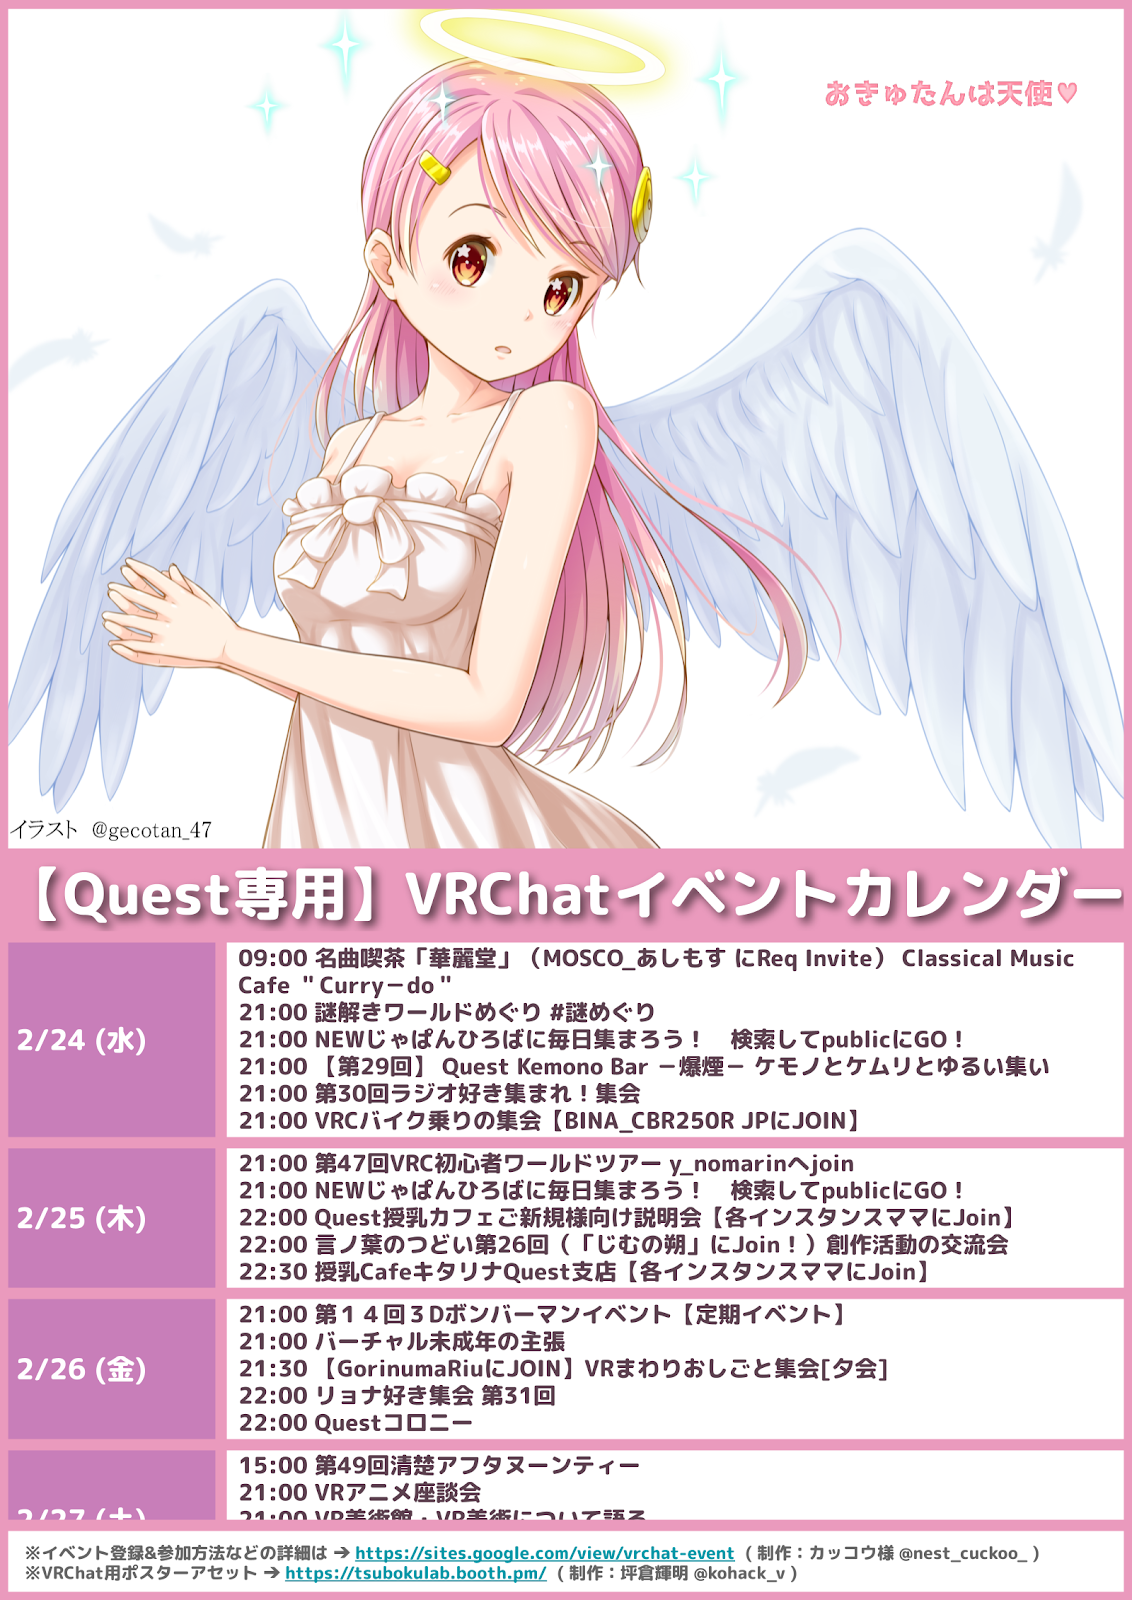 おきゅたんは天使♥
イラスト @gecotan_47
【Quest専用】VRChatイベントカレンダー
2/24 (水)
09:00 名曲喫茶「華麗堂」（MOSCO_あしもす にReq Invite） Classical Music
Cafe ＂Curry－do＂
21:00 謎解きワールドめぐり #謎めぐり
21:00 NEWじゃぱんひろばに毎日集まろう！　検索してpublicにGO！
21:00 【第29回】 Quest Kemono Bar －爆煙－ ケモノとケムリとゆるい集い
21:00 第30回ラジオ好き集まれ！集会
21:00 VRCバイク乗りの集会【BINA_CBR250R JPにJOIN】
2/25 (木)
21:00 第47回VRC初心者ワールドツアー y_nomarinへjoin
21:00 NEWじゃぱんひろばに毎日集まろう！　検索してpublicにGO！
22:00 Quest授乳カフェご新規様向け説明会【各インスタンスママにJoin】
22:00 言ノ葉のつどい第26回（「じむの朔」にJoin！）創作活動の交流会
22:30 授乳CafeキタリナQuest支店【各インスタンスママにJoin】
2/26 (金)
21:00 第１４回３Dボンバーマンイベント【定期イベント】
21:00 バーチャル未成年の主張
21:30 【GorinumaRiuにJOIN】VRまわりおしごと集会[夕会]
22:00 リョナ好き集会 第31回
22:00 Questコロニー
2/27 (土)
15:00 第49回清楚アフタヌーンティー
21:00 VRアニメ座談会
21:00 VR美術館・VR美術について語る
※イベント登録&参加方法などの詳細は → https://sites.google.com/view/vrchat-event ( 制作：カッコウ様 @nest_cuckoo_ )
※VRChat用ポスターアセット → https://tsubokulab.booth.pm/ ( 制作：坪倉輝明 @kohack_v )